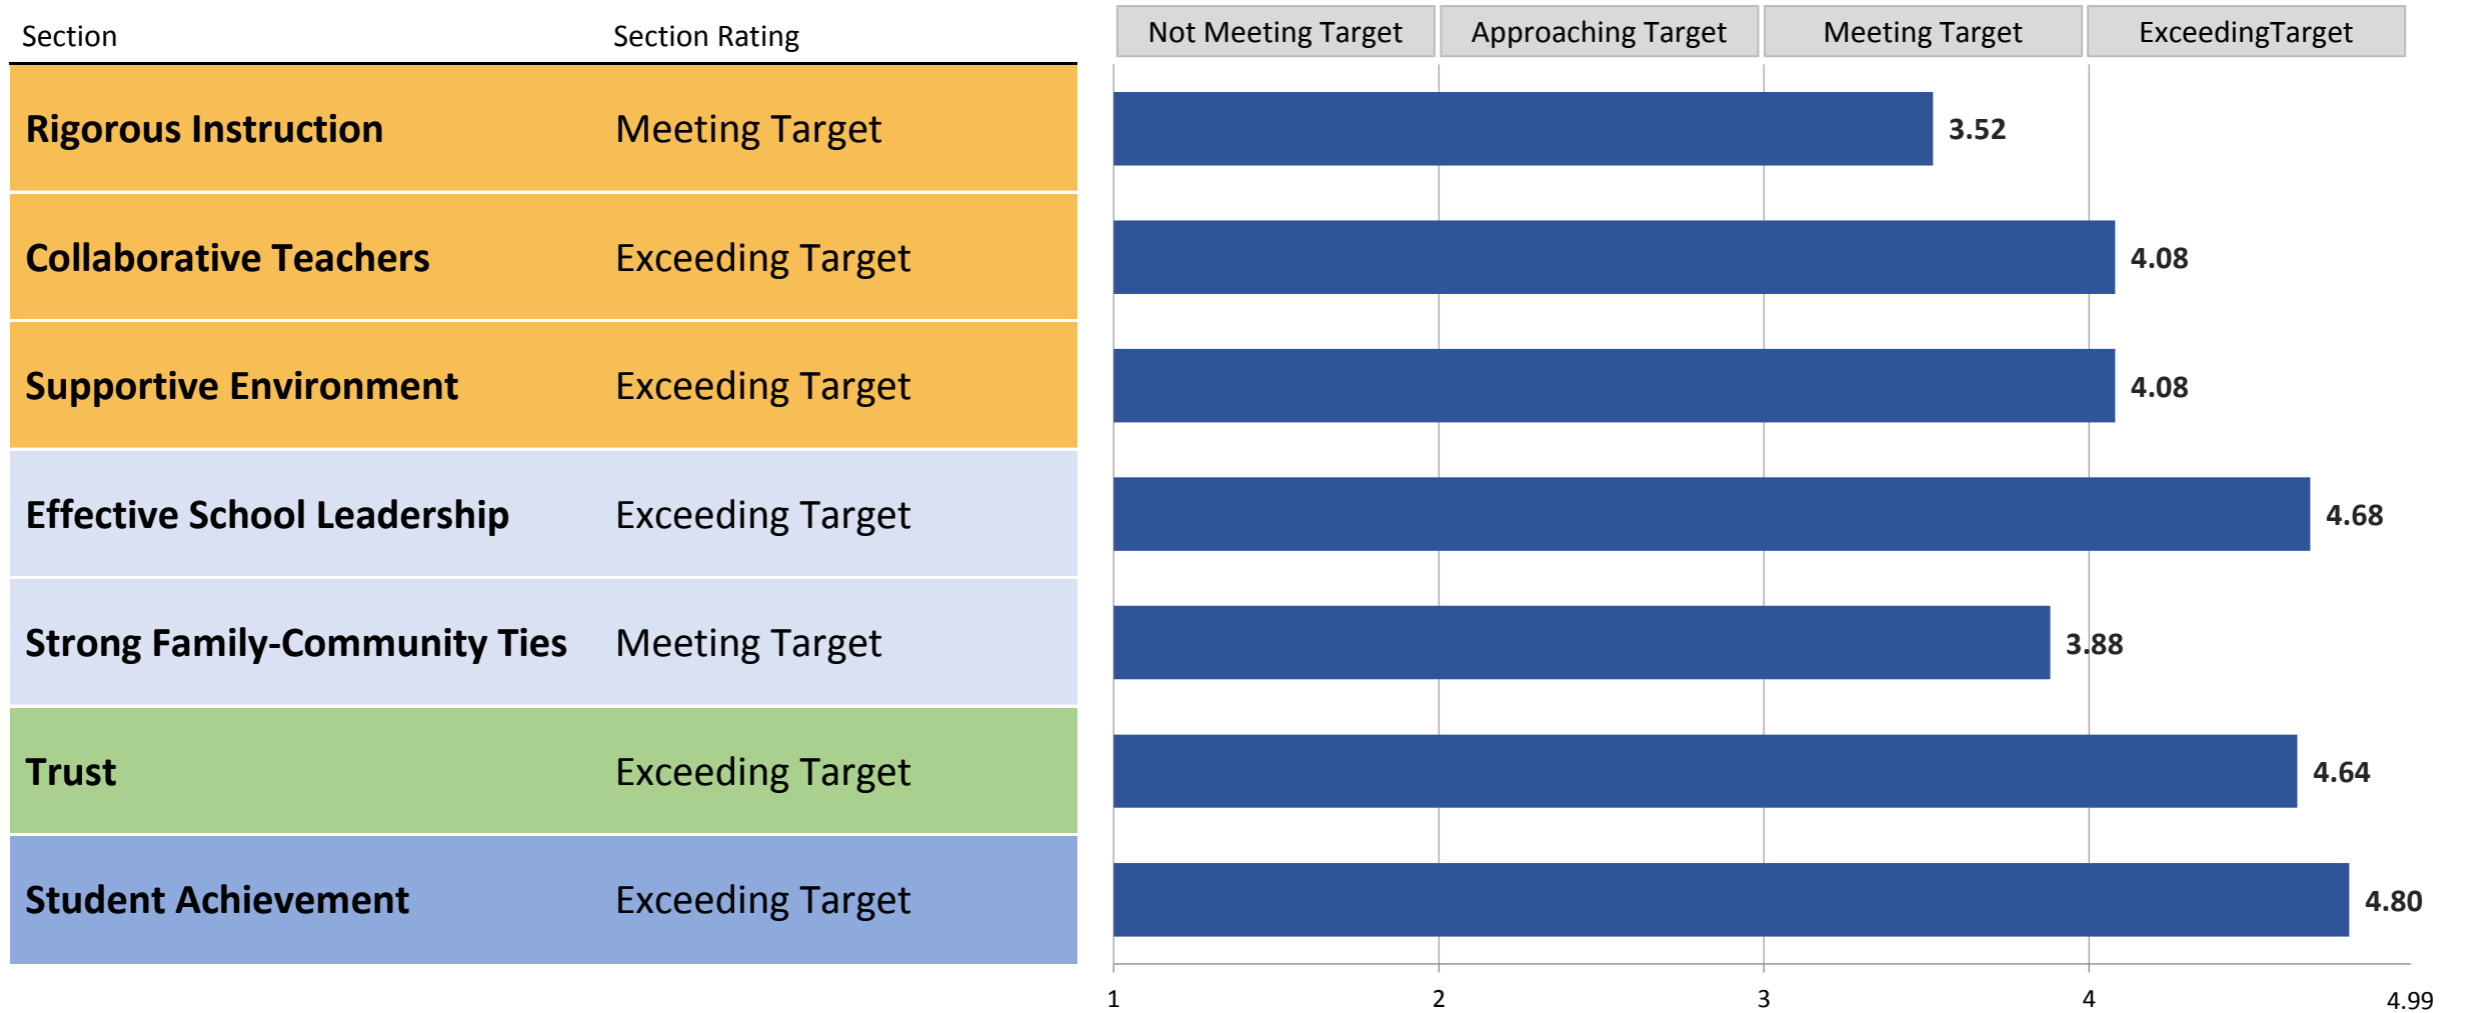 Section Section Rating Not Meeting Target Approaching Target Meeting Target ExceedingTarget
Rigorous Instruction Meeting Target 3.52
Collaborative Teachers Exceeding Target 4.08
Supportive Environment Exceeding Target 4.08
Effective School Leadership Exceeding Target 4.68
Strong Family-Community Ties Meeting Target 3.88
Trust Exceeding Target 4.64
Student Achievement Exceeding Target 4.80
1 2 3 4 4.99